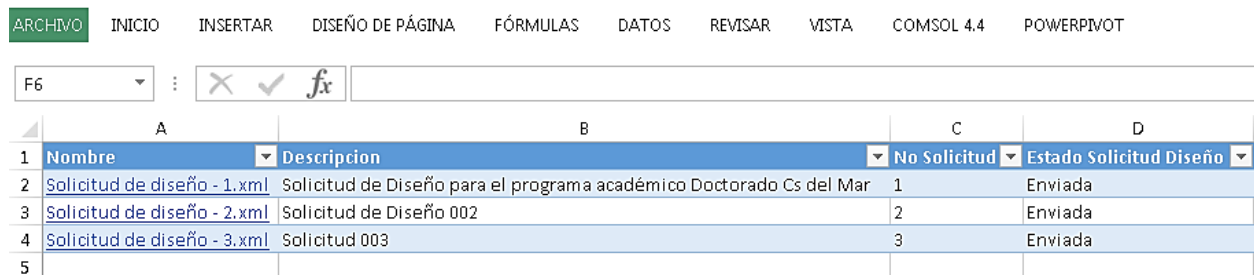 ARCHIVO INICIO INSERTAR DISEÑO DE PÁGINA FÓRMULAS DATOS REVISAR VISTA COMSOL 4.4 POWERPIVOT
F6 fx
A B C D
1 Nombre Descripcion No Solicitud Estado Solicitud Diseño
2 Solicitud de diseño - 1.xml Solicitud de Diseño para el programa académico Doctorado Cs del Mar 1 Enviada
3 Solicitud de diseño - 2.xml Solicitud de Diseño 002 2 Enviada
4 Solicitud de diseño - 3.xml Solicitud 003 3 Enviada
5